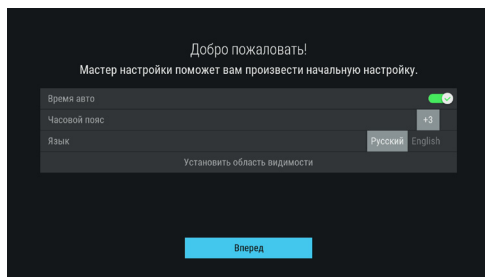 Добро пожаловать!
Мастер настройки поможет вам произвести начальную настройку.
Время авто
Часовой пояс +3
Язык Русский English
Установить область видимости
Вперед